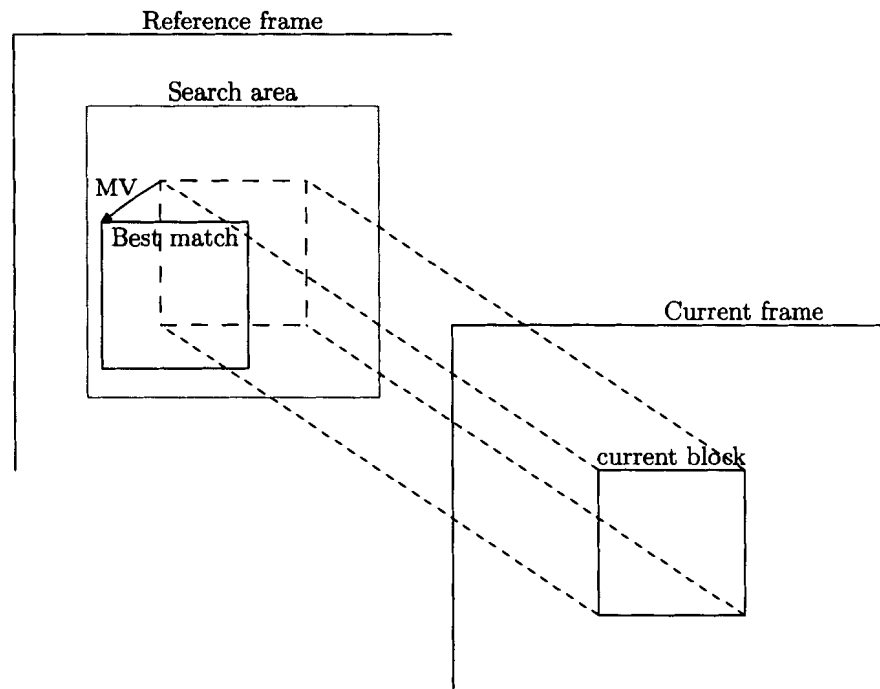 Reference frame
Search area
MV
Best match
Current frame
current block